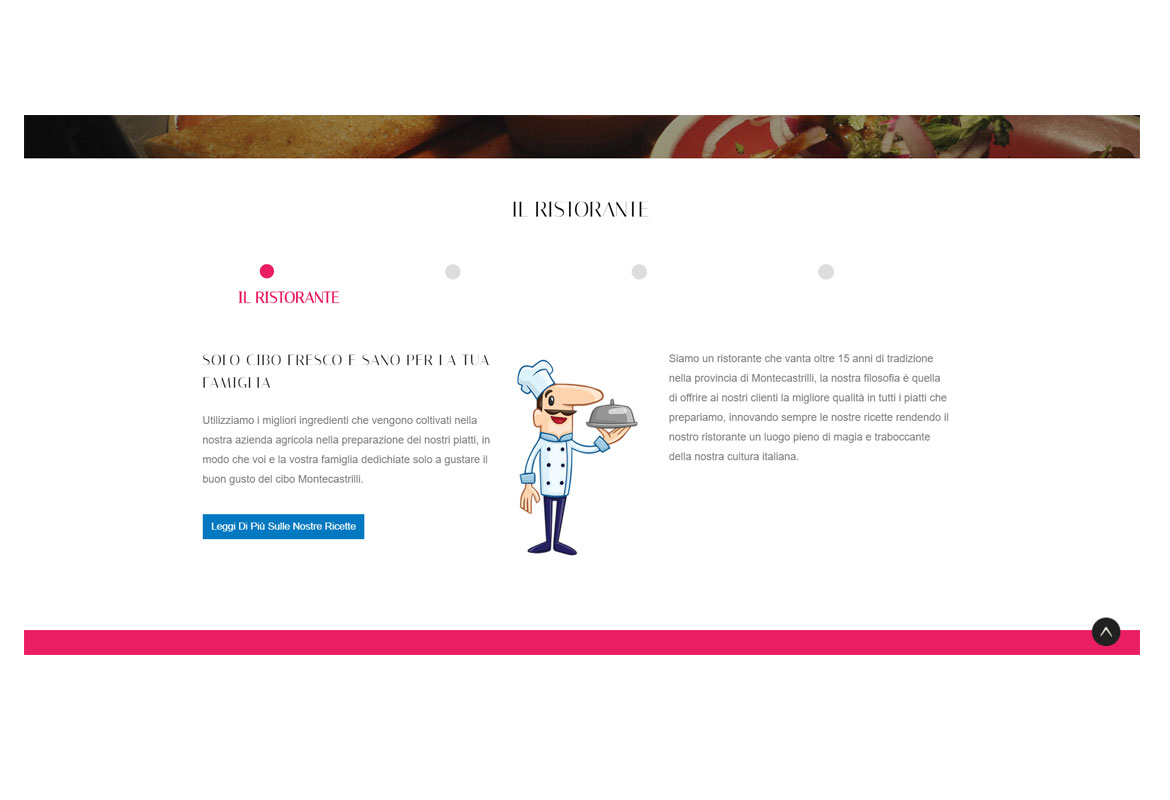 IL RISTORANTE
IL RISTORANTE
SOLO CIBO FRESCO E SANO PER LA TUA
FAMIGLIA
Utilizziamo i migliori ingredienti che vengono coltivati nella
nostra azienda agricola nella preparazione dei nostri piatti, in
modo che voi e la vostra famiglia dedichiate solo a gustare il
buon gusto del cibo Montecastrilli.
Leggi Di Più Sulle Nostre Ricette
Siamo un ristorante che vanta oltre 15 anni di tradizione
nella provincia di Montecastrilli, la nostra filosofia è quella
di offrire ai nostri clienti la migliore qualità in tutti i piatti che
prepariamo, innovando sempre le nostre ricette rendendo il
nostro ristorante un luogo pieno di magia e traboccante
della nostra cultura italiana.